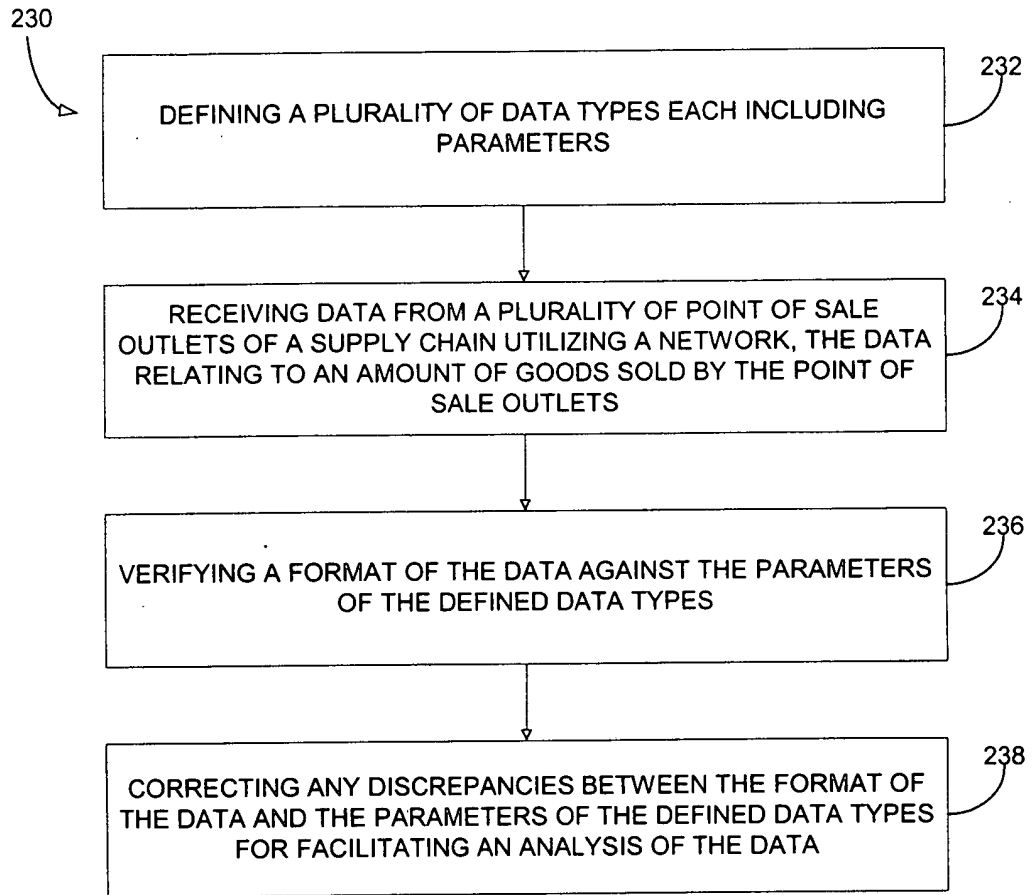 230
232
DEFINING A PLURALITY OF DATA TYPES EACH INCLUDING
PARAMETERS
234
RECEIVING DATA FROM A PLURALITY OF POINT OF SALE
OUTLETS OF A SUPPLY CHAIN UTILIZING A NETWORK, THE DATA
RELATING TO AN AMOUNT OF GOODS SOLD BY THE POINT OF
SALE OUTLETS
236
VERIFYING A FORMAT OF THE DATA AGAINST THE PARAMETERS
OF THE DEFINED DATA TYPES
238
CORRECTING ANY DISCREPANCIES BETWEEN THE FORMAT OF
THE DATA AND THE PARAMETERS OF THE DEFINED DATA TYPES
FOR FACILITATING AN ANALYSIS OF THE DATA